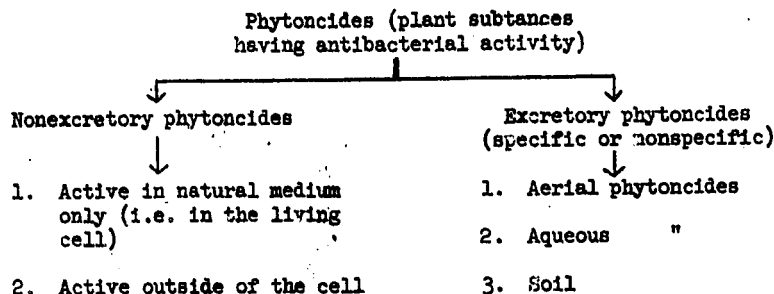 Phytoncides (plant subtances
having antibacterial activity)
Nonexcretory phytoncides
1. Active in natural medium
only (i.e. in the living
cell)
2. Active outside of the cell
Excretory phytoncides
(specific or nonspecific)
1. Aerial phytoncides
2. Aqueous "
3. Soil